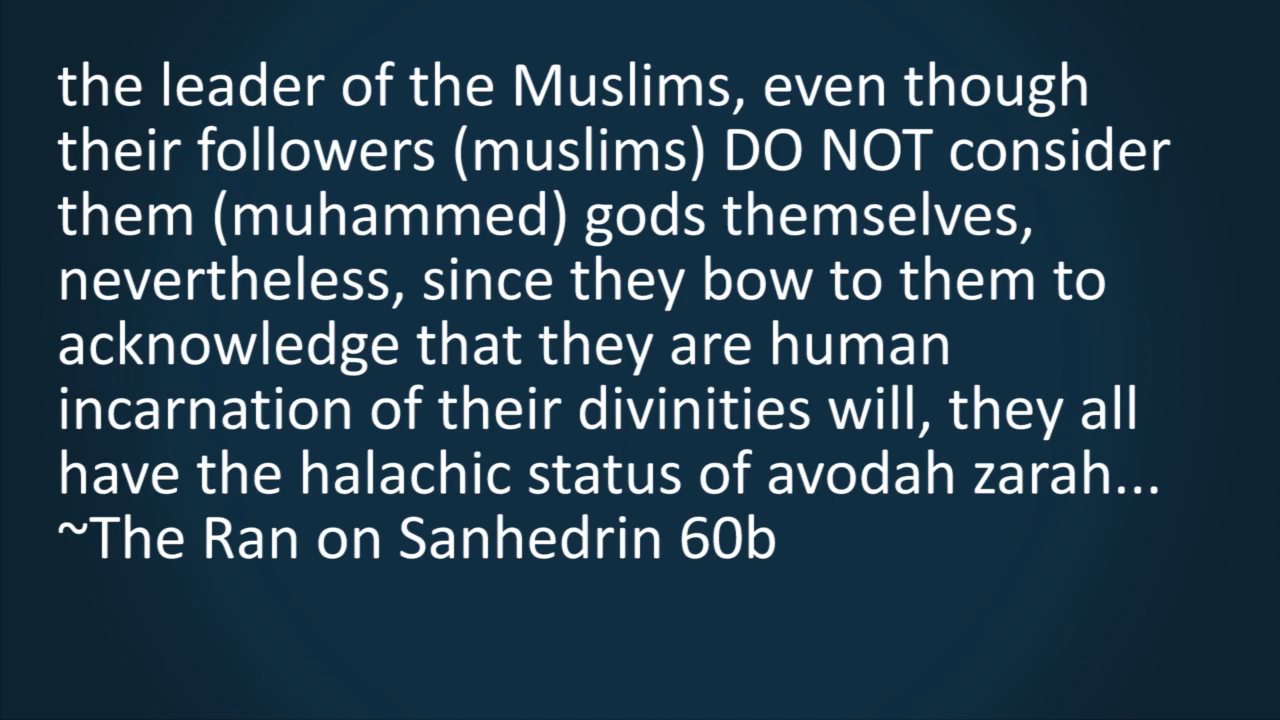 the leader of the Muslims, even though
their followers (muslims) DO NOT consider
them (muhammed) gods themselves,
nevertheless, since they bow to them to
acknowledge that they are human
incarnation of their divinities will, they all
have the halachic status of avodah zarah...
~The Ran on Sanhedrin 60b